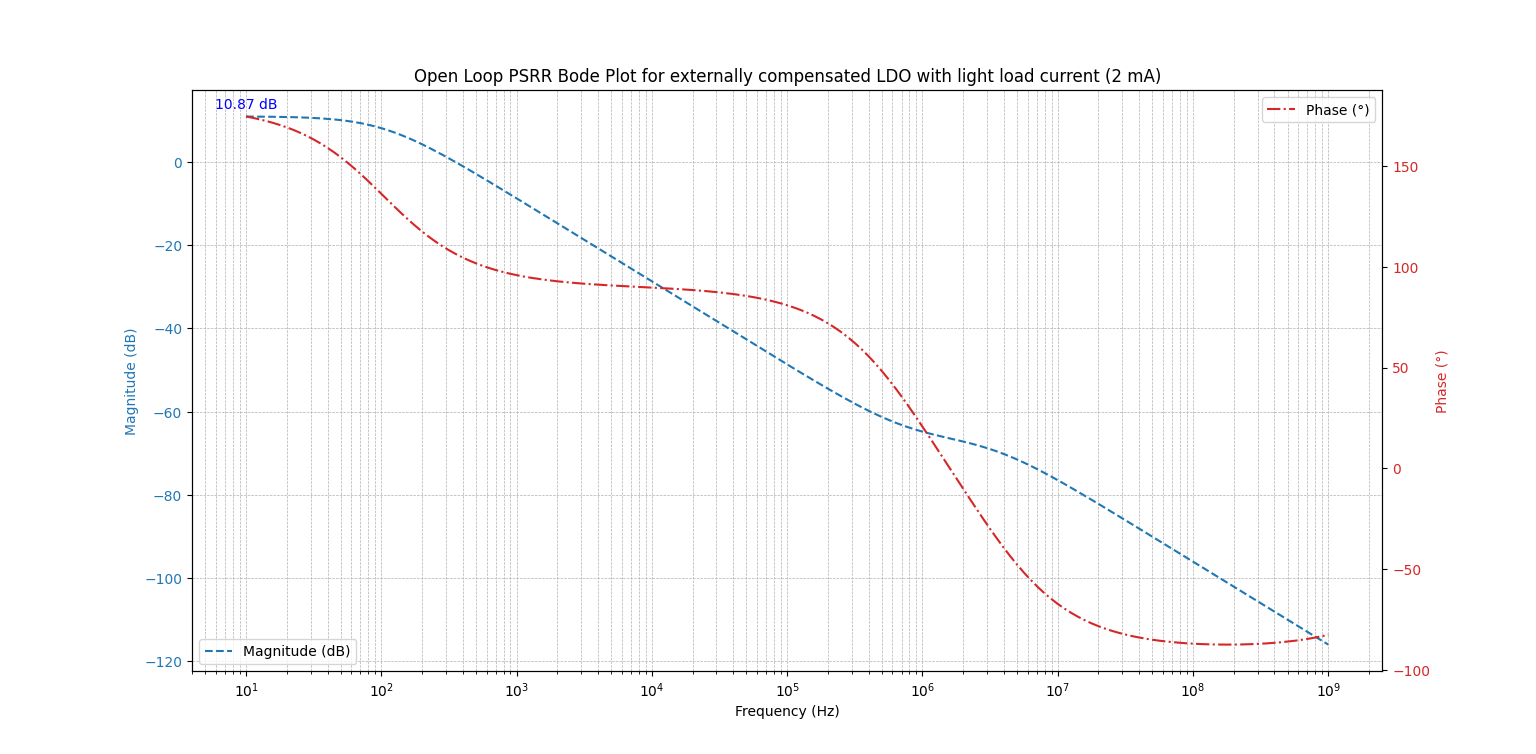 Open Loop PSRR Bode Plot for externally compensated LDO with light load current (2 mA)
10.87 dB
Phase (°)
0
−20
−40
−60
−80
−100
−120
Magnitude (dB)
150
100
50
0
−50
−100
Phase (°)
Magnitude (dB)
10¹ 10² 10³ 10⁴ 10⁵ 10⁶ 10⁷ 10⁸ 10⁹
Frequency (Hz)